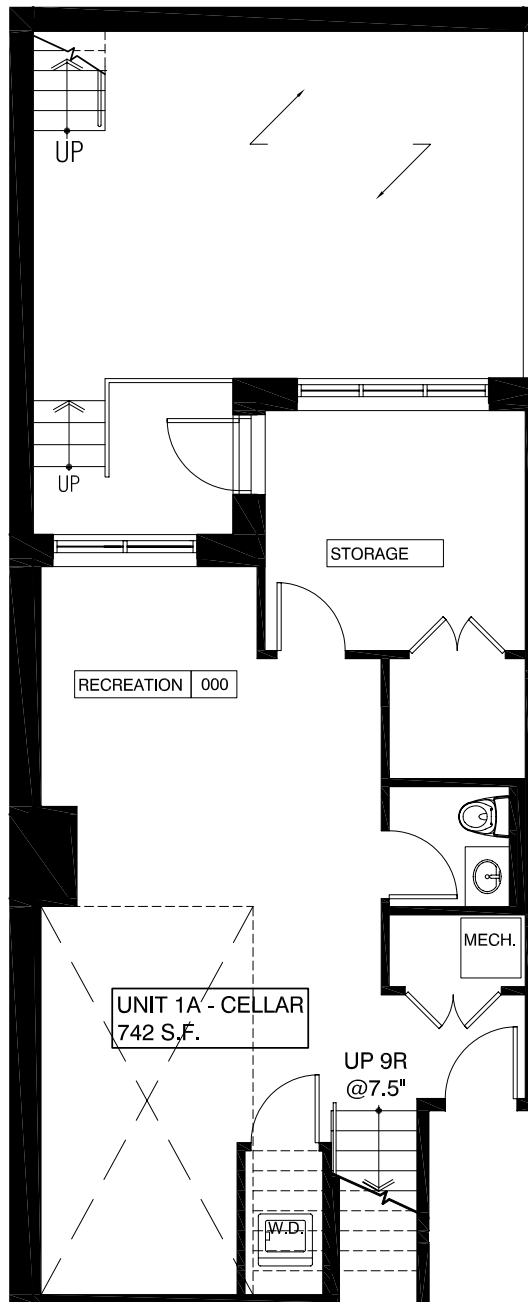 UP
UP
STORAGE
RECREATION 000
MECH.
UNIT 1A - CELLAR
742 S.F.
UP 9R
@7.5"
W.D.